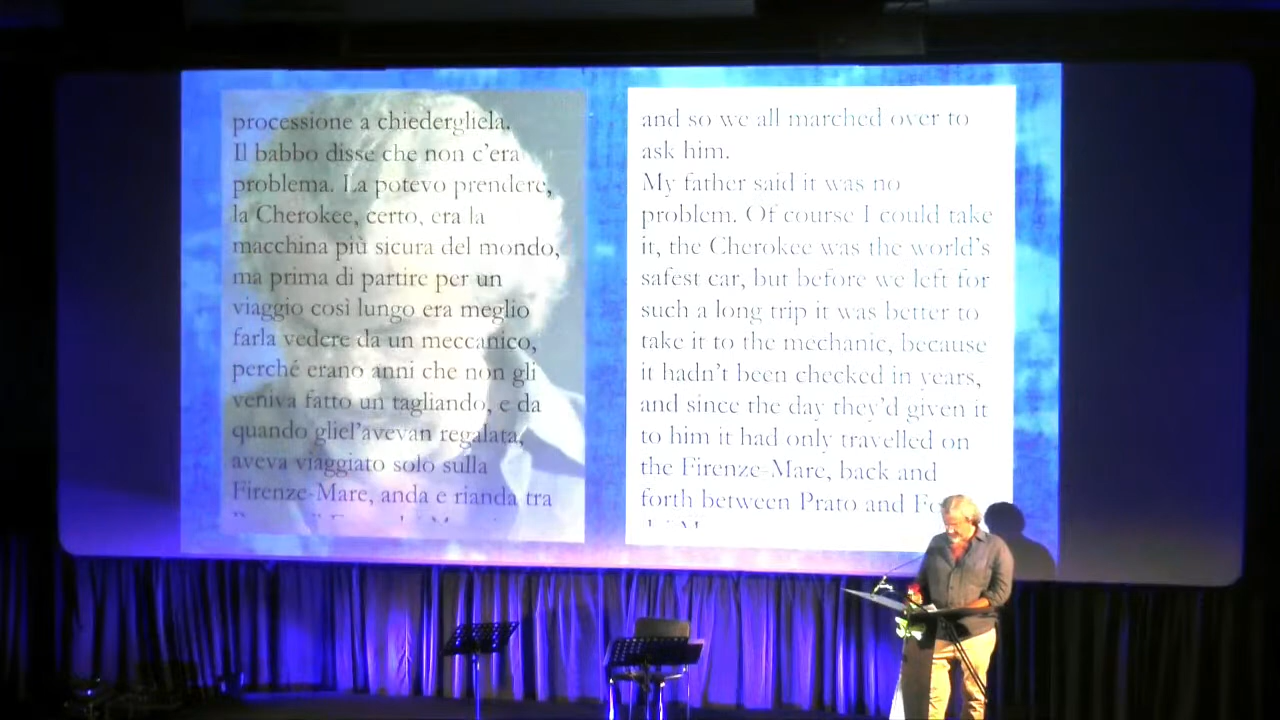 processione a chiedergliela.
Il babbo disse che non c'era
problema. La potevo prendere,
la Cherokee, certo, era la
macchina più sicura del mondo,
ma prima di partire per un
viaggio così lungo era meglio
farla vedere da un meccanico,
perché erano anni che non gli
veniva fatto un tagliando, e da
quando gliel'avevan regalata,
aveva viaggiato solo sulla
Firenze-Mare, anda e rianda tra
and so we all marched over to
ask him.
My father said it was no
problem. Of course I could take
it, the Cherokee was the world's
safest car, but before we left for
such a long trip it was better to
take it to the mechanic, because
it hadn't been checked in years,
and since the day they'd given it
to him it had only travelled on
the Firenze-Mare, back and
forth between Prato and